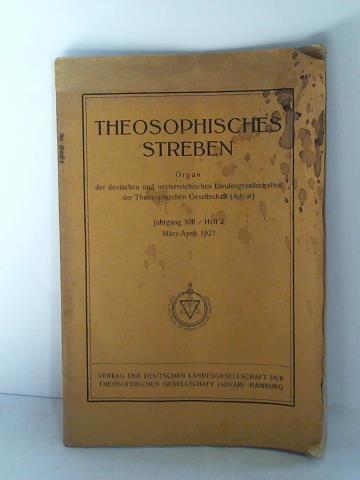 THEOSOPHISCHES
STREBEN
Organ
der deutschen und oesterreichischen Landesgesellschaften
der Theosophischen Gesellschaft (Adyar)
Jahrgang XIII / Heft 2
März-April 1927
VERLAG DER DEUTSCHEN LANDESGESELLSCHAFT DER
THEOSOPHISCHEN GESELLSCHAFT (ADYAR) HAMBURG